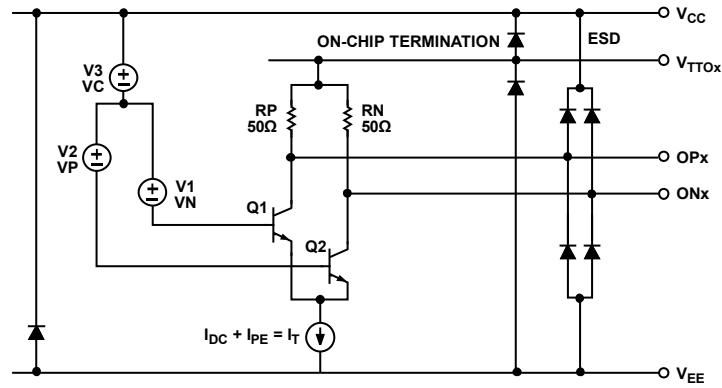 V_CC
ON-CHIP TERMINATION
ESD
V_TTOx
V3
VC
RP
50Ω
RN
50Ω
V2
VP
OPx
V1
VN
ONx
Q1
Q2
I_DC + I_PE = I_T
V_EE